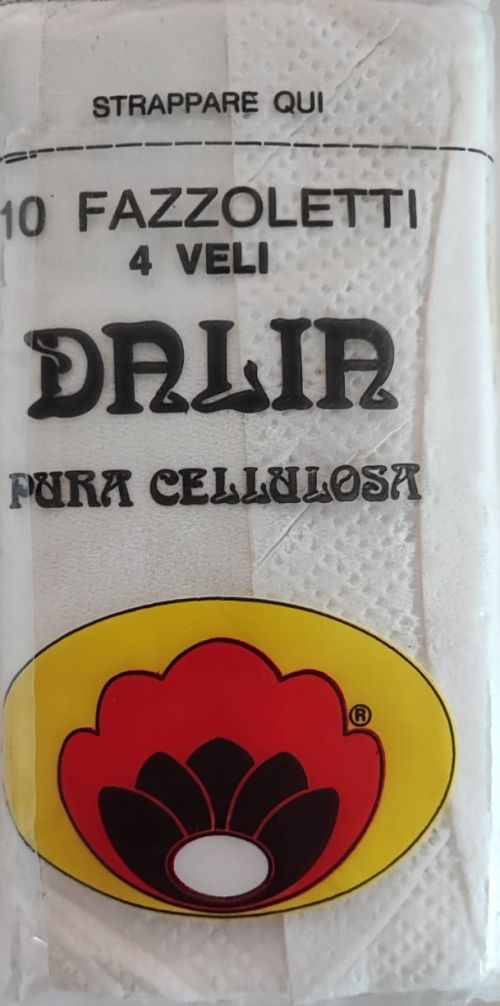 STRAPPARE QUI
10 FAZZOLETTI
4 VELI
DALIA
PURA CELLULOSA
®